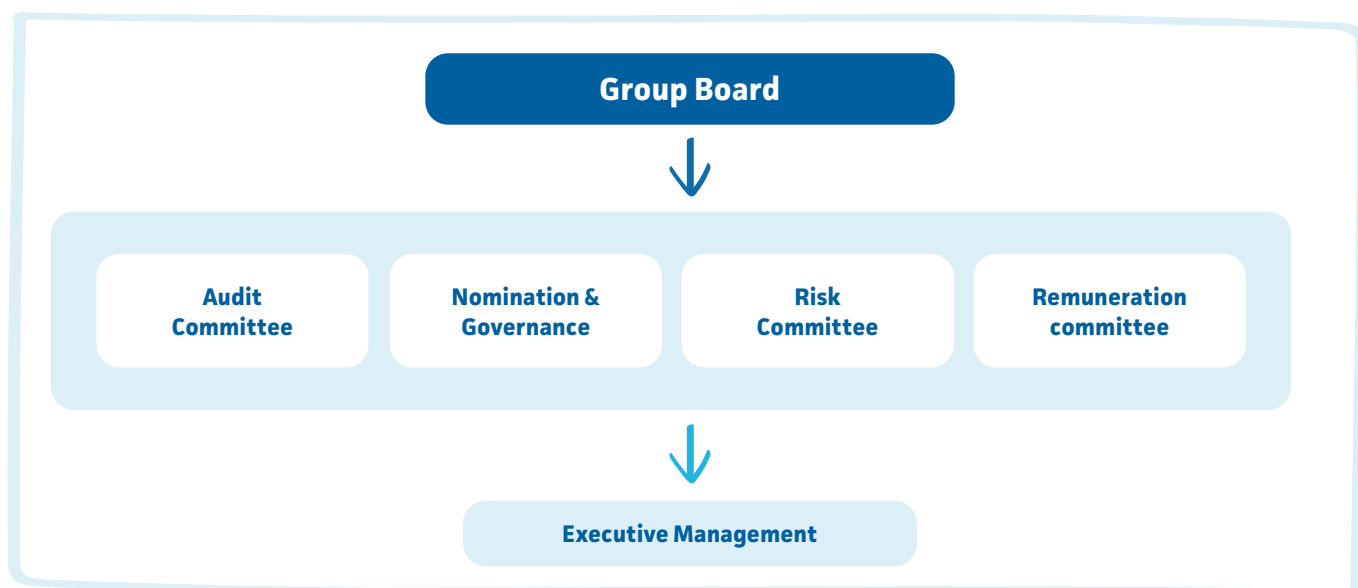 Group Board
Audit
Committee
Nomination &
Governance
Risk
Committee
Remuneration
committee
Executive Management